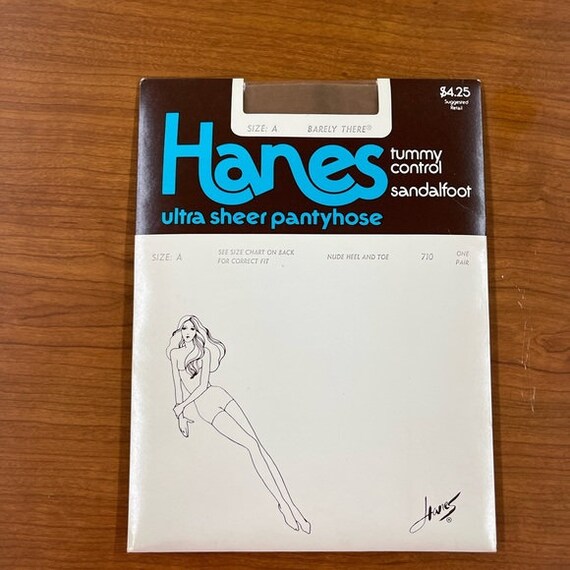 $4.25
Suggested
Retail
SIZE: A BARELY THERE®
Hanes
tummy
control
sandalfoot
ultra sheer pantyhose
SIZE: A
SEE SIZE CHART ON BACK
FOR CORRECT FIT
NUDE HEEL AND TOE
710
ONE
PAIR
Hanes
®